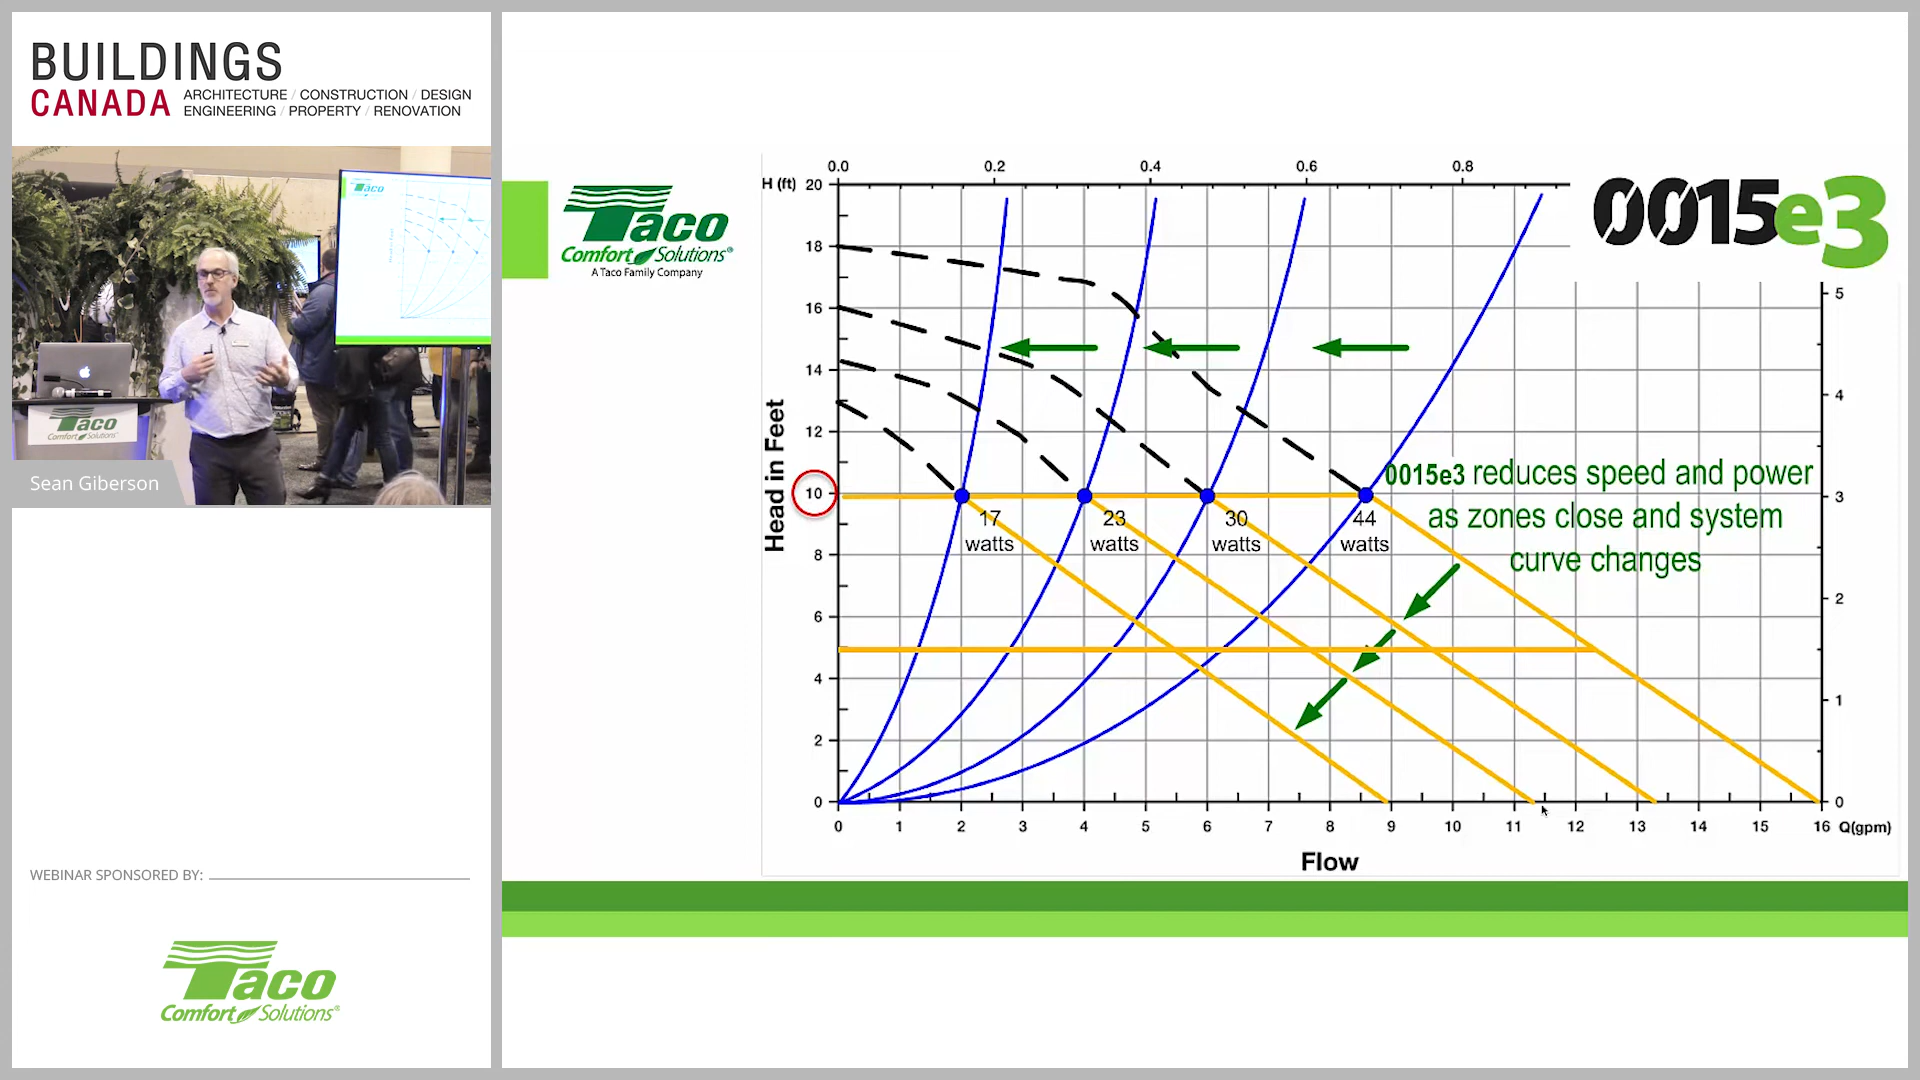 BUILDINGS
CANADA
ARCHITECTURE / CONSTRUCTION / DESIGN
ENGINEERING / PROPERTY / RENOVATION
Taco
Taco
Comfort Solutions
Sean Giberson
WEBINAR SPONSORED BY:
Taco
Comfort Solutions®
Taco
Comfort Solutions®
A Taco Family Company
0015e3
0.0 0.2 0.4 0.6 0.8
H (ft)
20
18
16
14
12
10
8
6
4
2
0
Head in Feet
5
4
3
2
1
0
17
watts
23
watts
30
watts
44
watts
0015e3 reduces speed and power
as zones close and system
curve changes
0 1 2 3 4 5 6 7 8 9 10 11 12 13 14 15 16 Q(gpm)
Flow